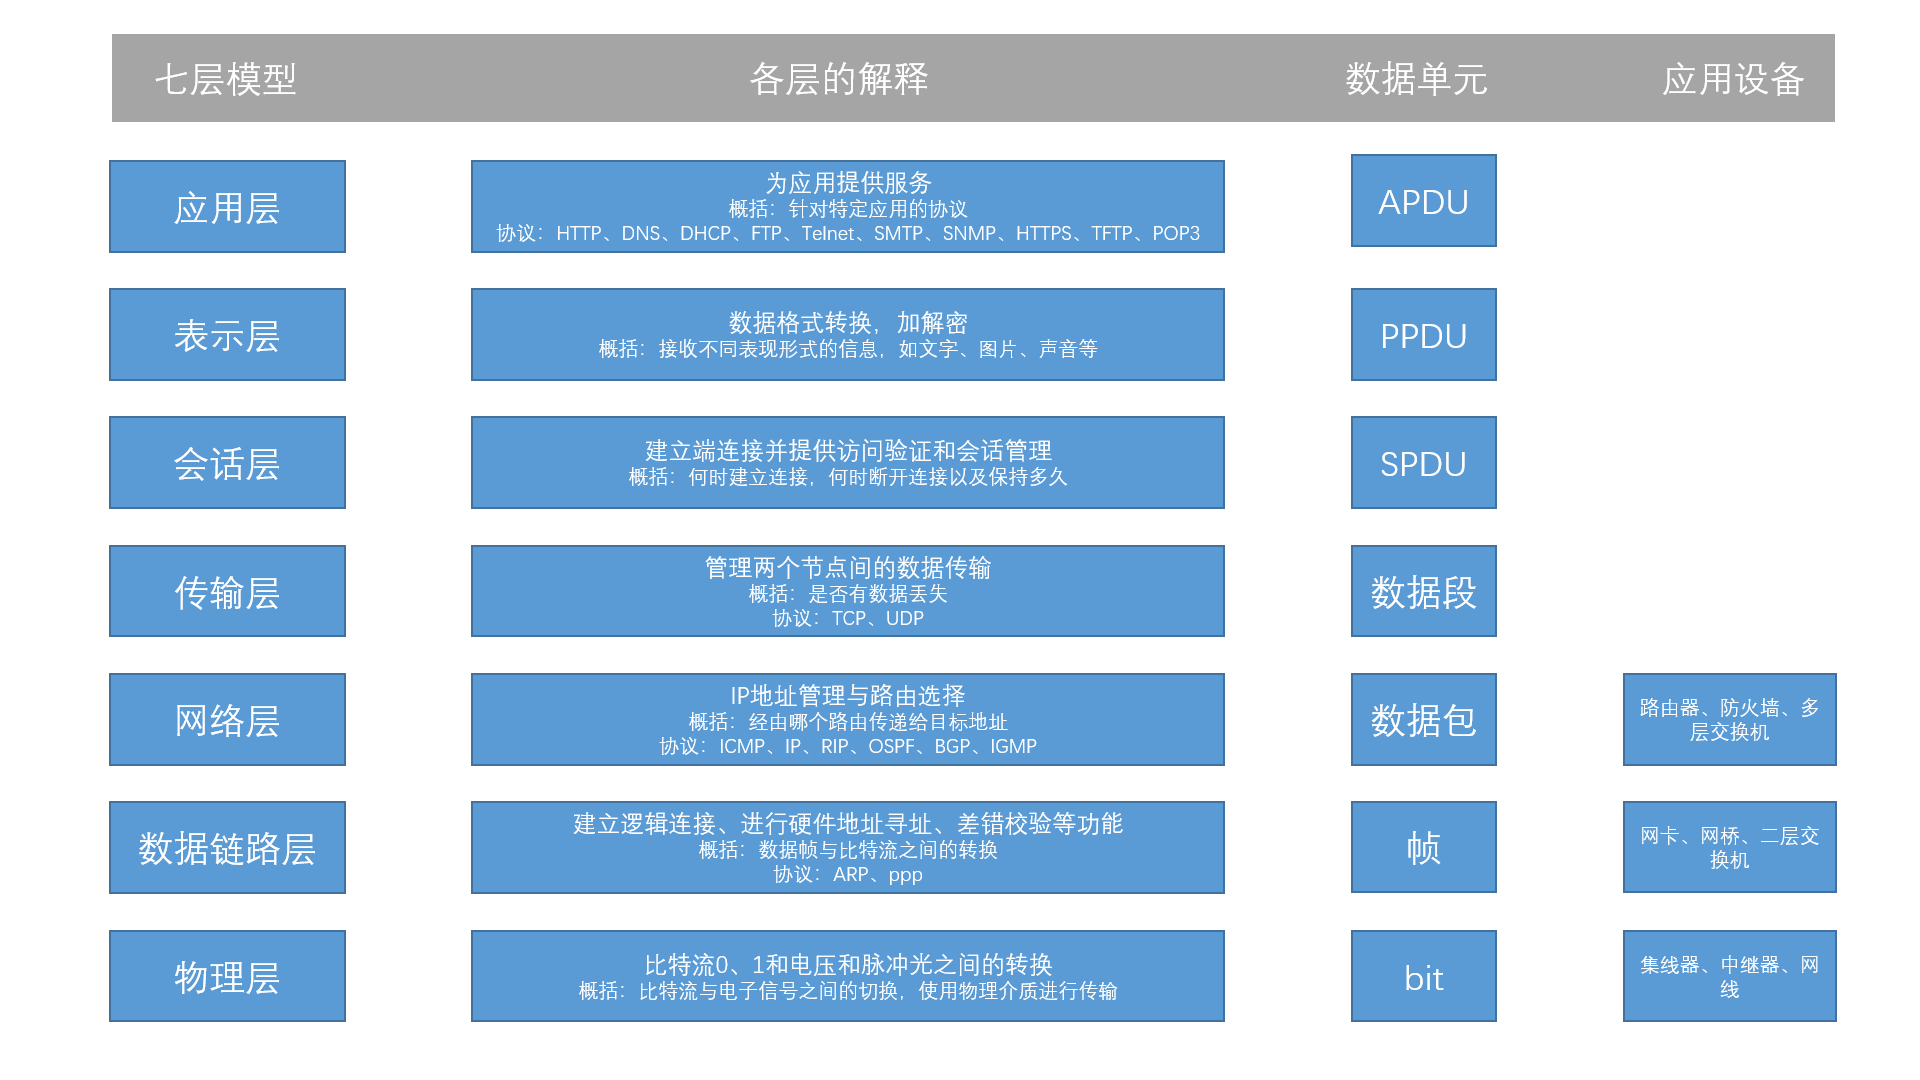 七层模型 各层的解释 数据单元 应用设备
应用层
为应用提供服务
概括：针对特定应用的协议
协议：HTTP、DNS、DHCP、FTP、Telnet、SMTP、SNMP、HTTPS、TFTP、POP3
APDU
表示层
数据格式转换，加解密
概括：接收不同表现形式的信息，如文字、图片、声音等
PPDU
会话层
建立端连接并提供访问验证和会话管理
概括：何时建立连接，何时断开连接以及保持多久
SPDU
传输层
管理两个节点间的数据传输
概括：是否有数据丢失
协议：TCP、UDP
数据段
网络层
IP地址管理与路由选择
概括：经由哪个路由传递给目标地址
协议：ICMP、IP、RIP、OSPF、BGP、IGMP
数据包
路由器、防火墙、多
层交换机
数据链路层
建立逻辑连接、进行硬件地址寻址、差错校验等功能
概括：数据帧与比特流之间的转换
协议：ARP、ppp
帧
网卡、网桥、二层交
换机
物理层
比特流0、1和电压和脉冲光之间的转换
概括：比特流与电子信号之间的切换，使用物理介质进行传输
bit
集线器、中继器、网
线